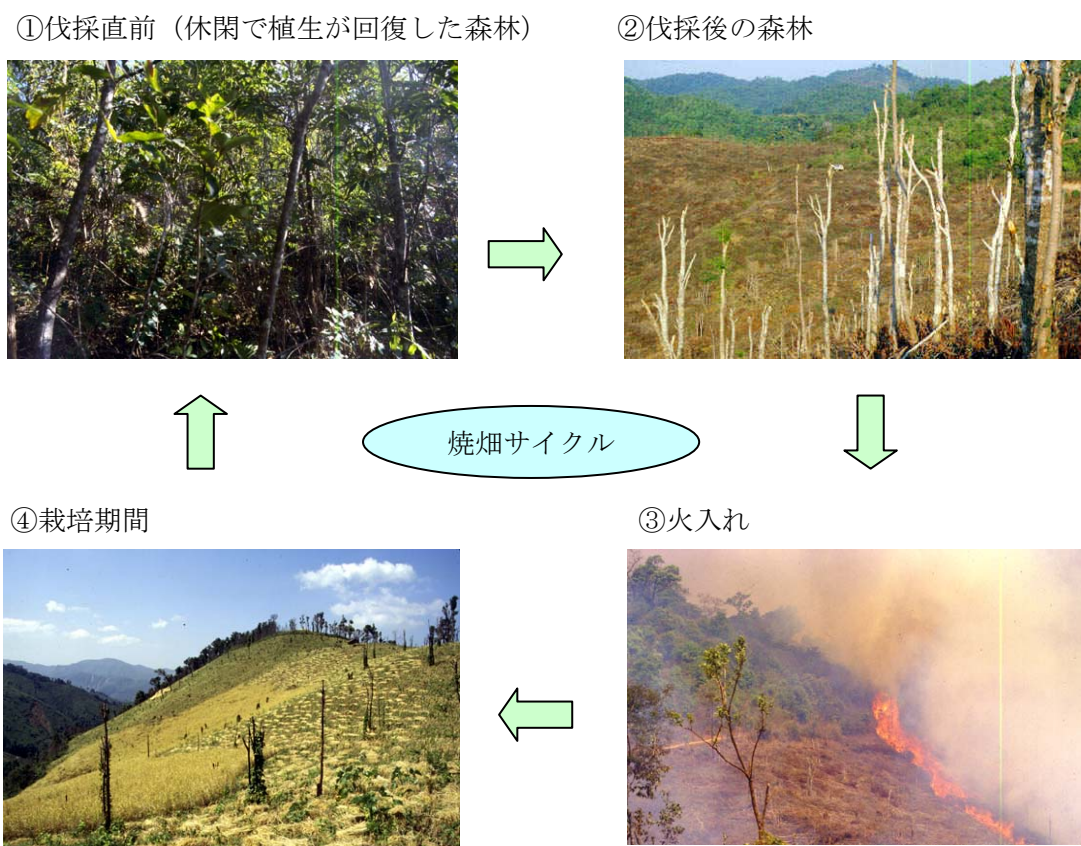 ①伐採直前（休閑で植生が回復した森林）
②伐採後の森林
焼畑サイクル
④栽培期間
③火入れ